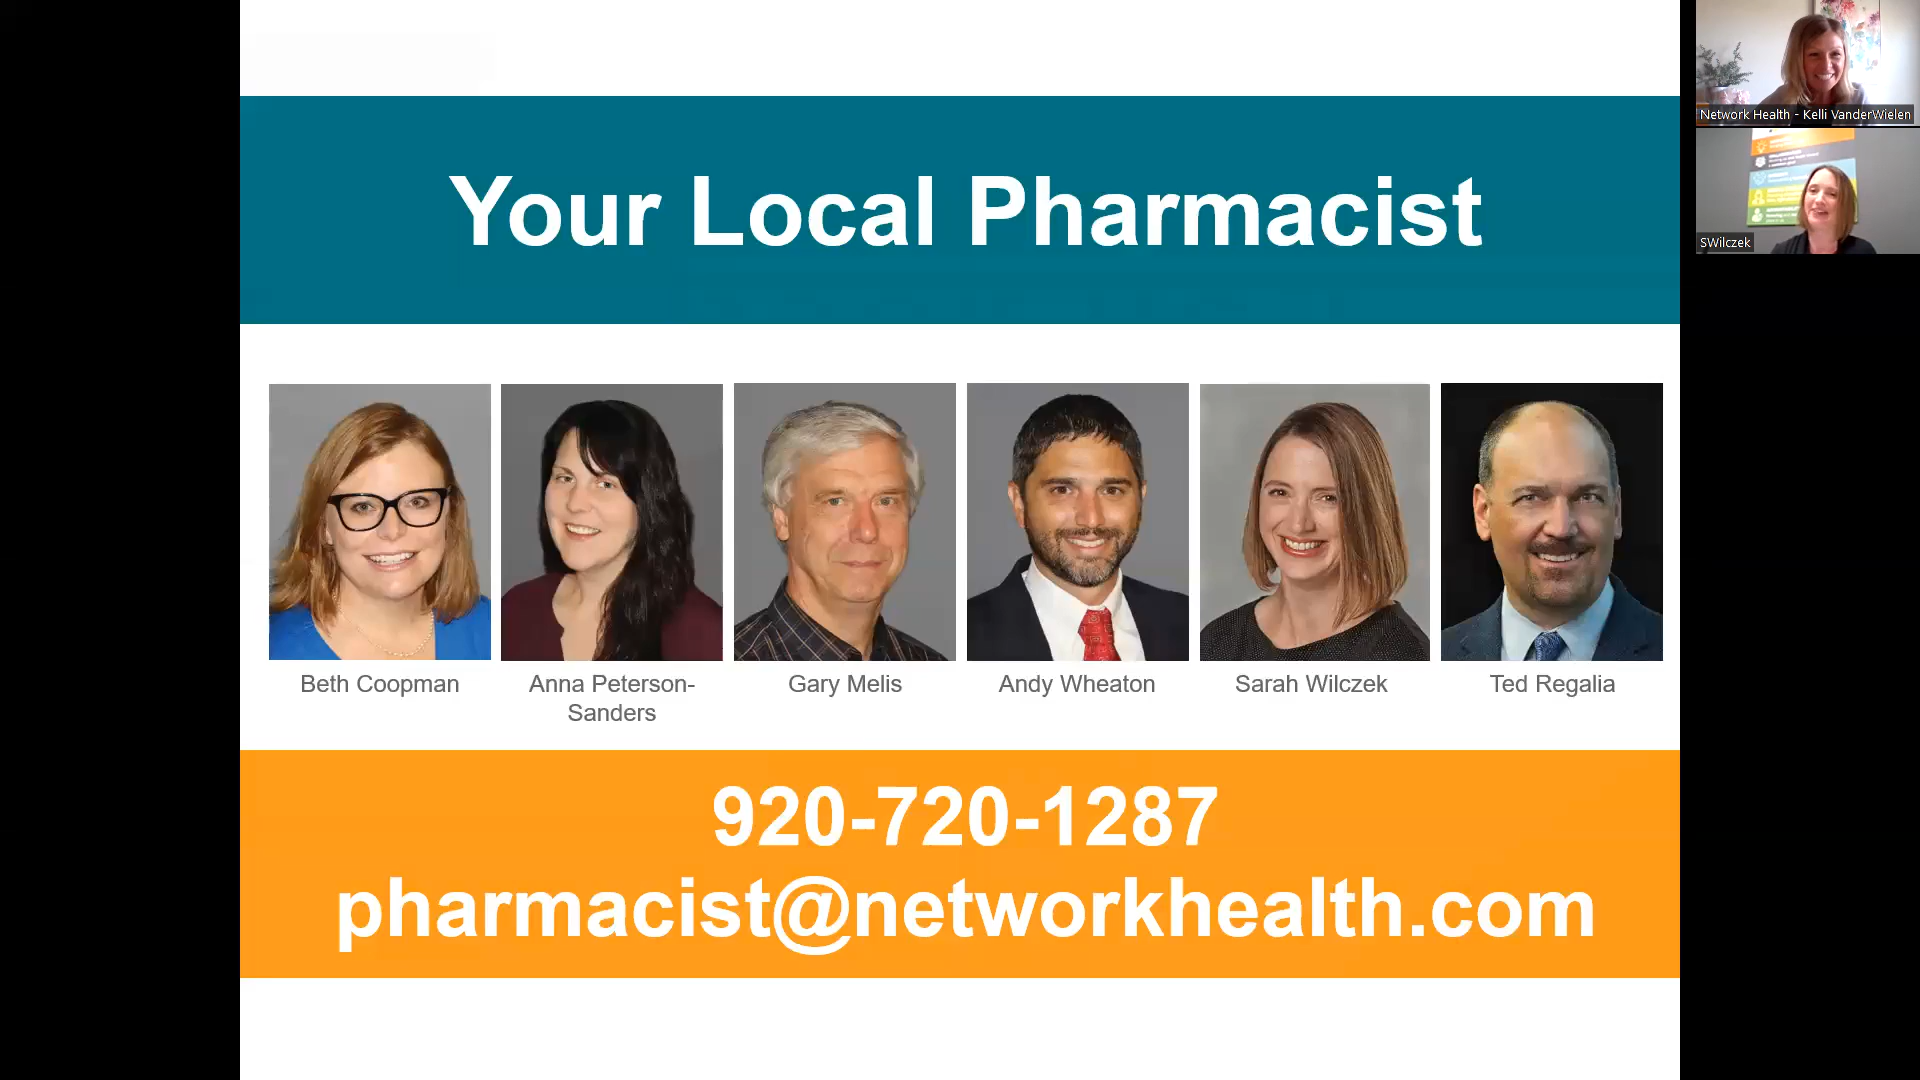 Your Local Pharmacist
Beth Coopman
Anna Peterson-
Sanders
Gary Melis
Andy Wheaton
Sarah Wilczek
Ted Regalia
920-720-1287
pharmacist@networkhealth.com
Network Health - Kelli VanderWielen
SWilczek